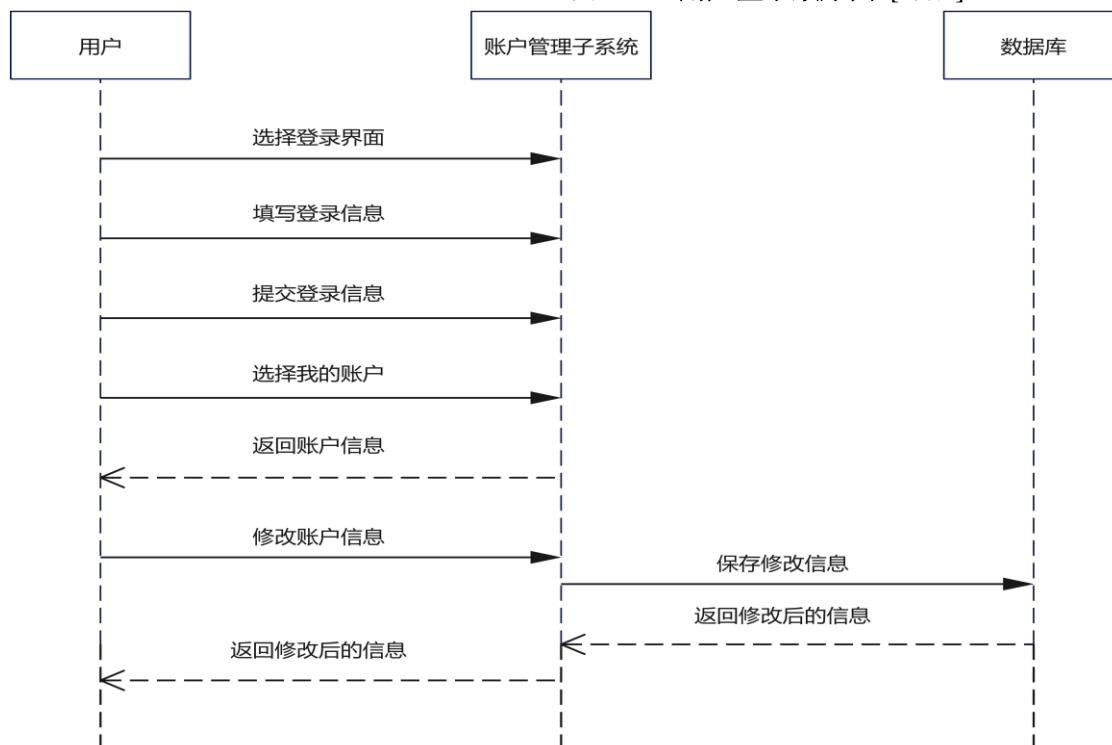 用户
账户管理子系统
数据库
选择登录界面
填写登录信息
提交登录信息
选择我的账户
返回账户信息
修改账户信息
保存修改信息
返回修改后的信息
返回修改后的信息